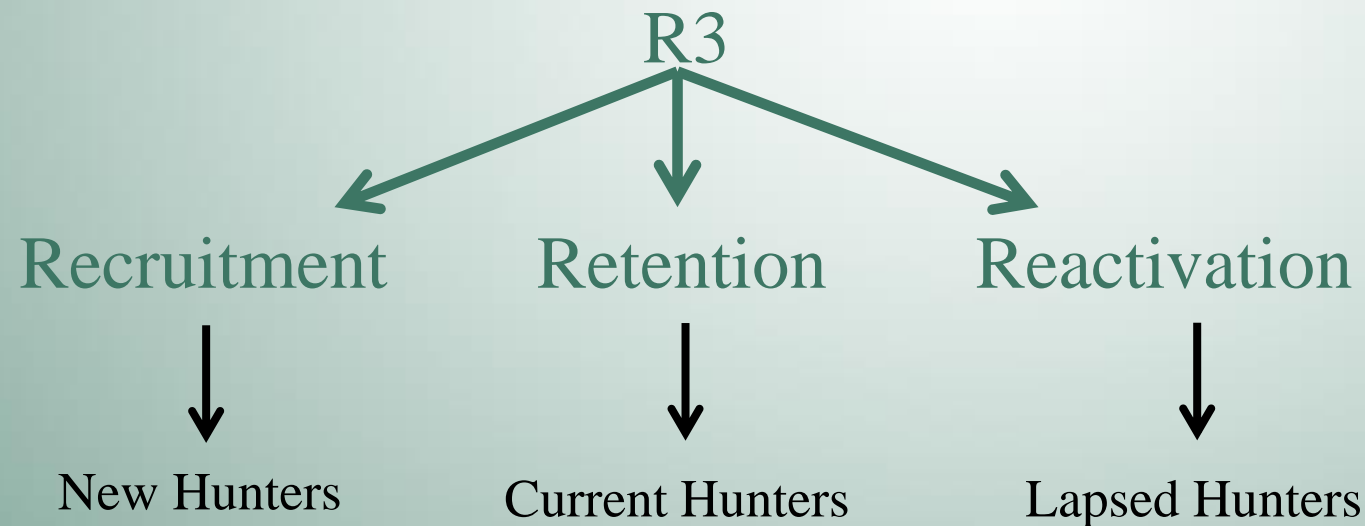 R3
Recruitment
Retention
Reactivation
New Hunters
Current Hunters
Lapsed Hunters